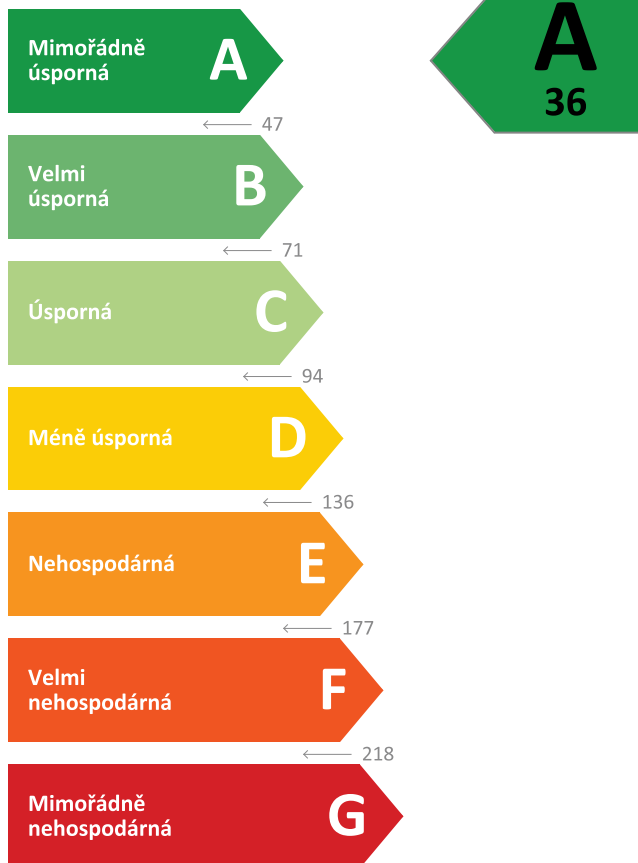 Mimořádně
úsporná
A
47
Velmi
úsporná
B
71
Úsporná
C
94
Méně úsporná
D
136
Nehospodárná
E
177
Velmi
nehospodárná
F
218
Mimořádně
nehospodárná
G
A
36